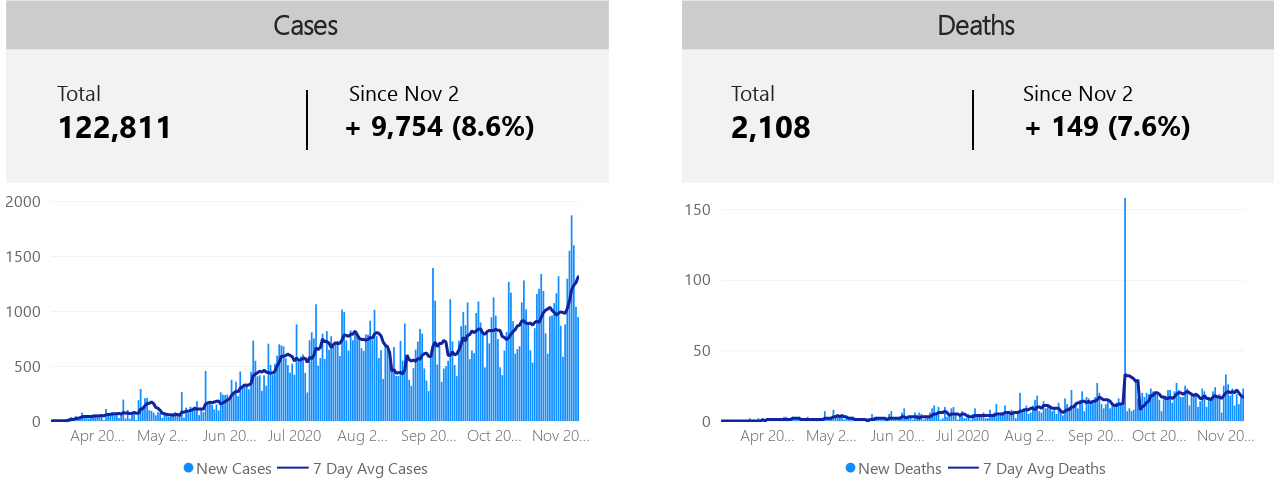 Cases
Total
122,811
Since Nov 2
+ 9,754 (8.6%)
2000
1500
1000
500
0
Apr 20... May 2... Jun 20... Jul 2020 Aug 2... Sep 20... Oct 20... Nov 20...
New Cases 7 Day Avg Cases
Deaths
Total
2,108
Since Nov 2
+ 149 (7.6%)
150
100
50
0
Apr 20... May 2... Jun 20... Jul 2020 Aug 2... Sep 20... Oct 20... Nov 20...
New Deaths 7 Day Avg Deaths